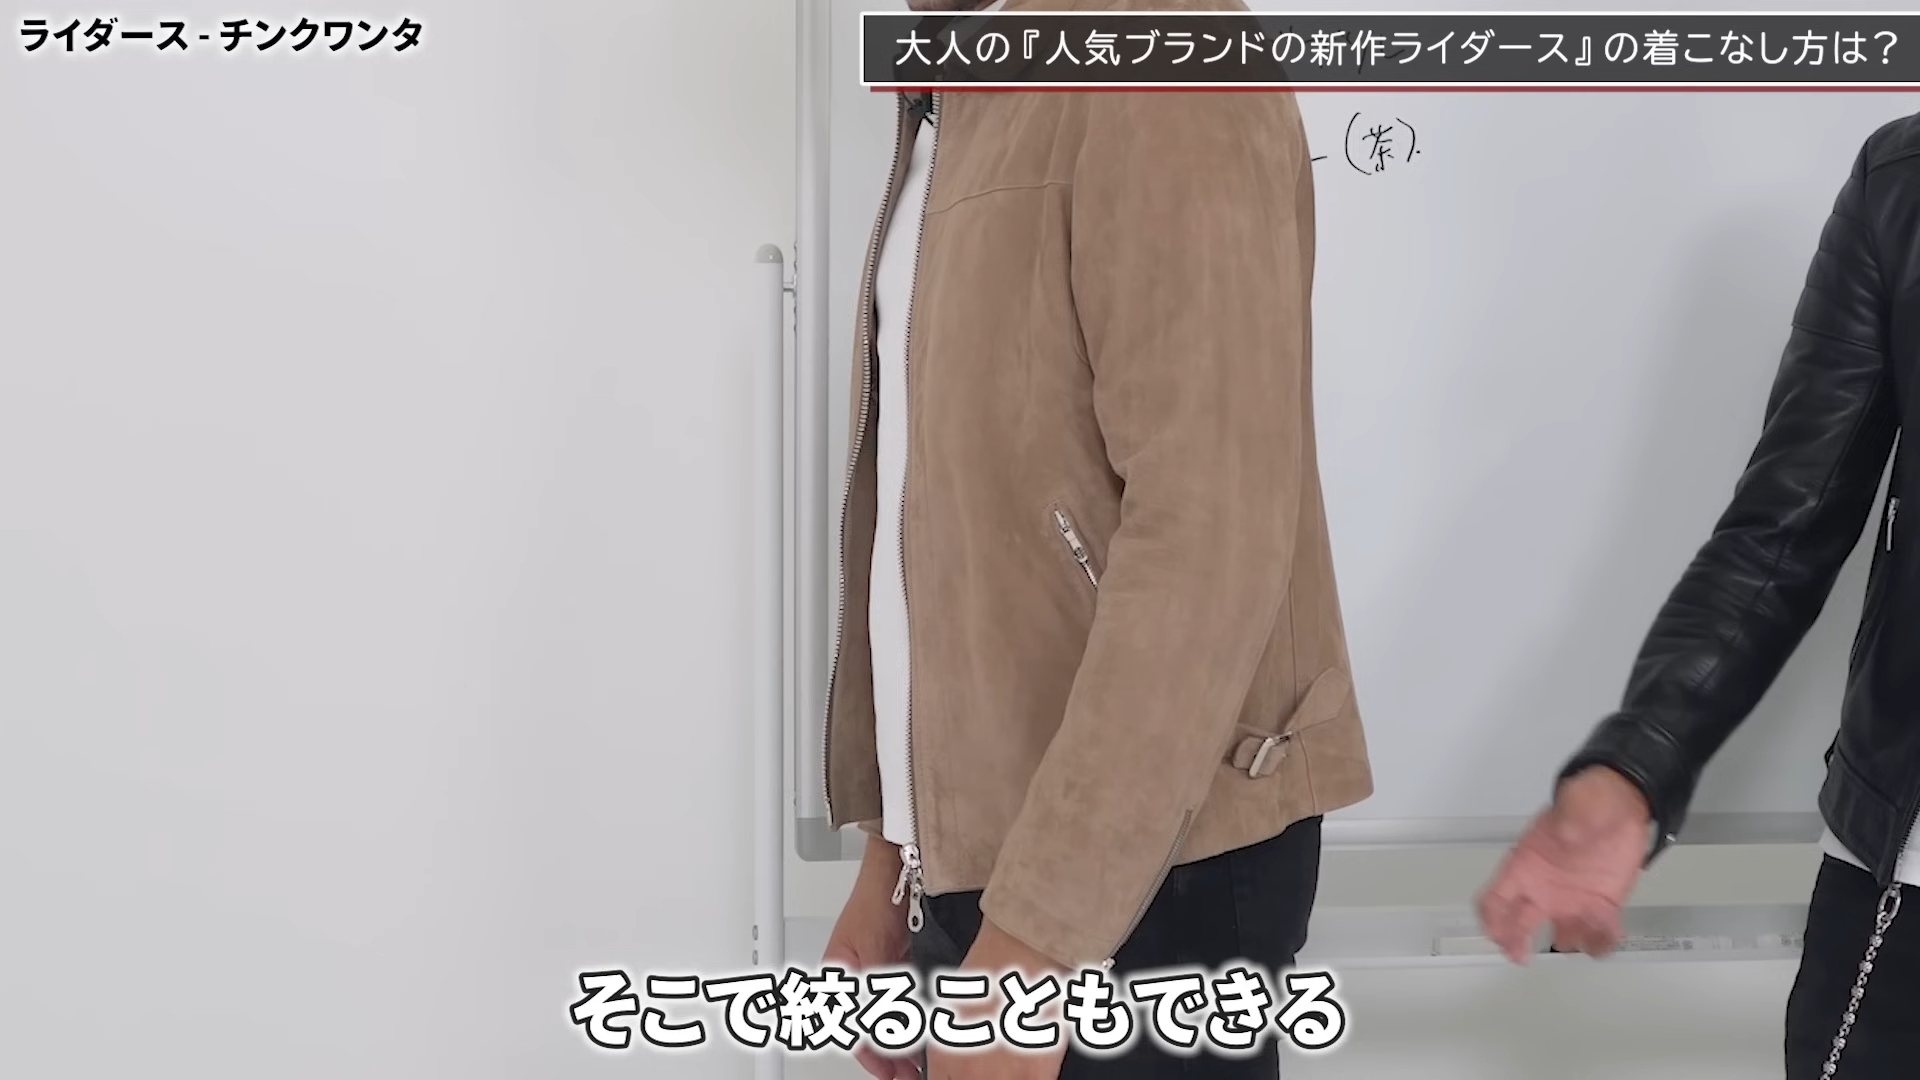 ライダース - チンクワンタ
大人の『人気ブランドの新作ライダース』の着こなし方は？
-（茶）.
そこで絞ることもできる